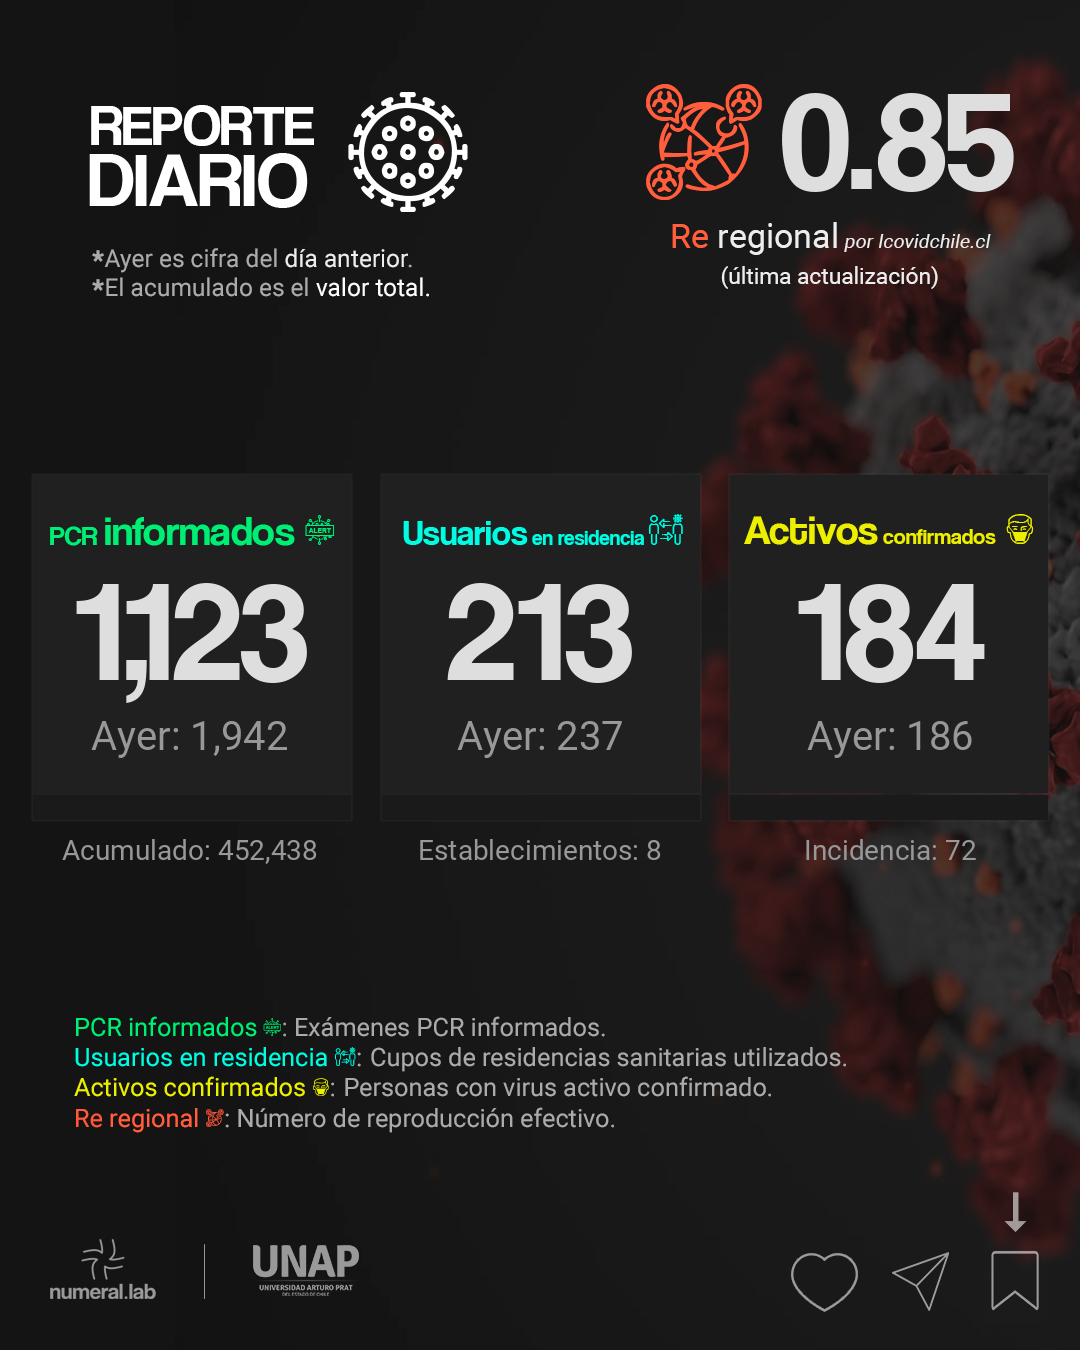 REPORTE
DIARIO
*Ayer es cifra del día anterior.
*El acumulado es el valor total.
0.85
Re regional por Icovidchile.cl
(última actualización)
PCR informados ALERT
1,123
Ayer: 1,942
Acumulado: 452,438
Usuarios en residencia
213
Ayer: 237
Establecimientos: 8
Activos confirmados
184
Ayer: 186
Incidencia: 72
PCR informados ALERT: Exámenes PCR informados.
Usuarios en residencia : Cupos de residencias sanitarias utilizados.
Activos confirmados : Personas con virus activo confirmado.
Re regional : Número de reproducción efectivo.
numeral.lab
UNAP
UNIVERSIDAD ARTURO PRAT
DEL ESTADO DE CHILE